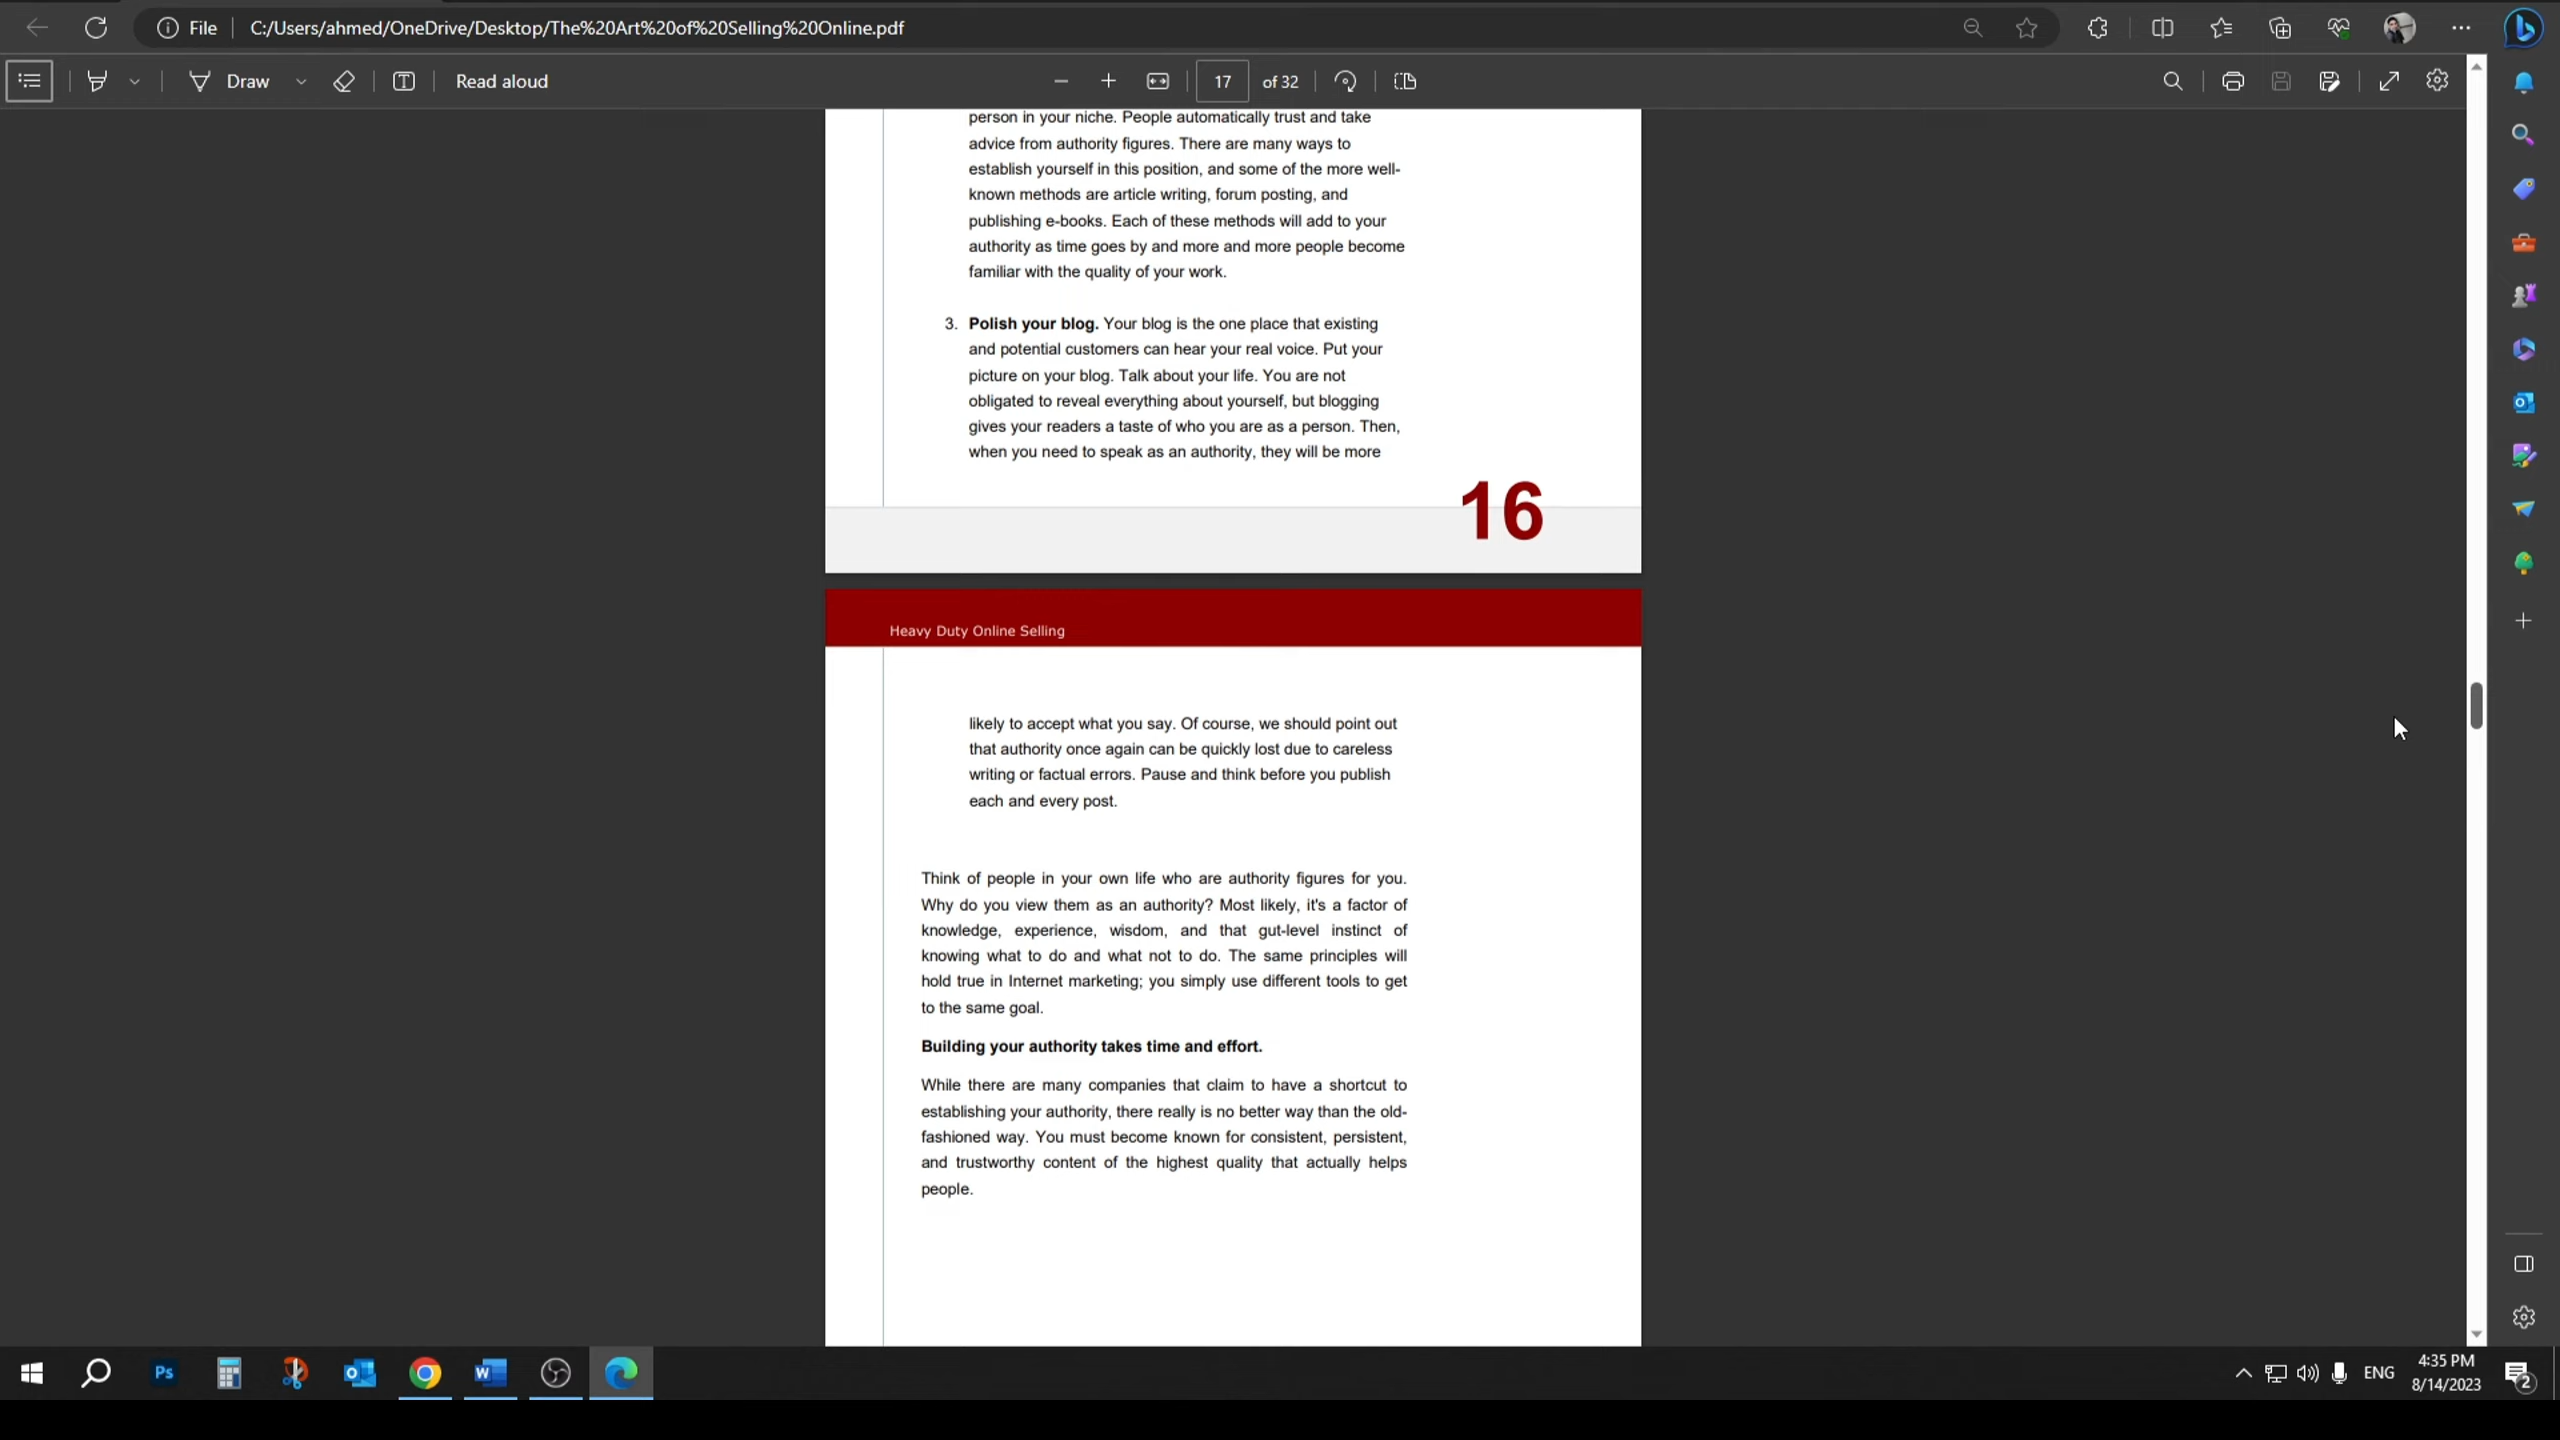 File
C:/Users/ahmed/OneDrive/Desktop/The%20Art%20of%20Selling%20Online.pdf
Draw
Read aloud
17 of 32
person in your niche. People automatically trust and take
advice from authority figures. There are many ways to
establish yourself in this position, and some of the more well-
known methods are article writing, forum posting, and
publishing e-books. Each of these methods will add to your
authority as time goes by and more and more people become
familiar with the quality of your work.
3. Polish your blog. Your blog is the one place that existing
and potential customers can hear your real voice. Put your
picture on your blog. Talk about your life. You are not
obligated to reveal everything about yourself, but blogging
gives your readers a taste of who you are as a person. Then,
when you need to speak as an authority, they will be more
16
Heavy Duty Online Selling
likely to accept what you say. Of course, we should point out
that authority once again can be quickly lost due to careless
writing or factual errors. Pause and think before you publish
each and every post.
Think of people in your own life who are authority figures for you.
Why do you view them as an authority? Most likely, it's a factor of
knowledge, experience, wisdom, and that gut-level instinct of
knowing what to do and what not to do. The same principles will
hold true in Internet marketing; you simply use different tools to get
to the same goal.
Building your authority takes time and effort.
While there are many companies that claim to have a shortcut to
establishing your authority, there really is no better way than the old-
fashioned way. You must become known for consistent, persistent,
and trustworthy content of the highest quality that actually helps
people.
Ps
ENG
4:35 PM
8/14/2023
2